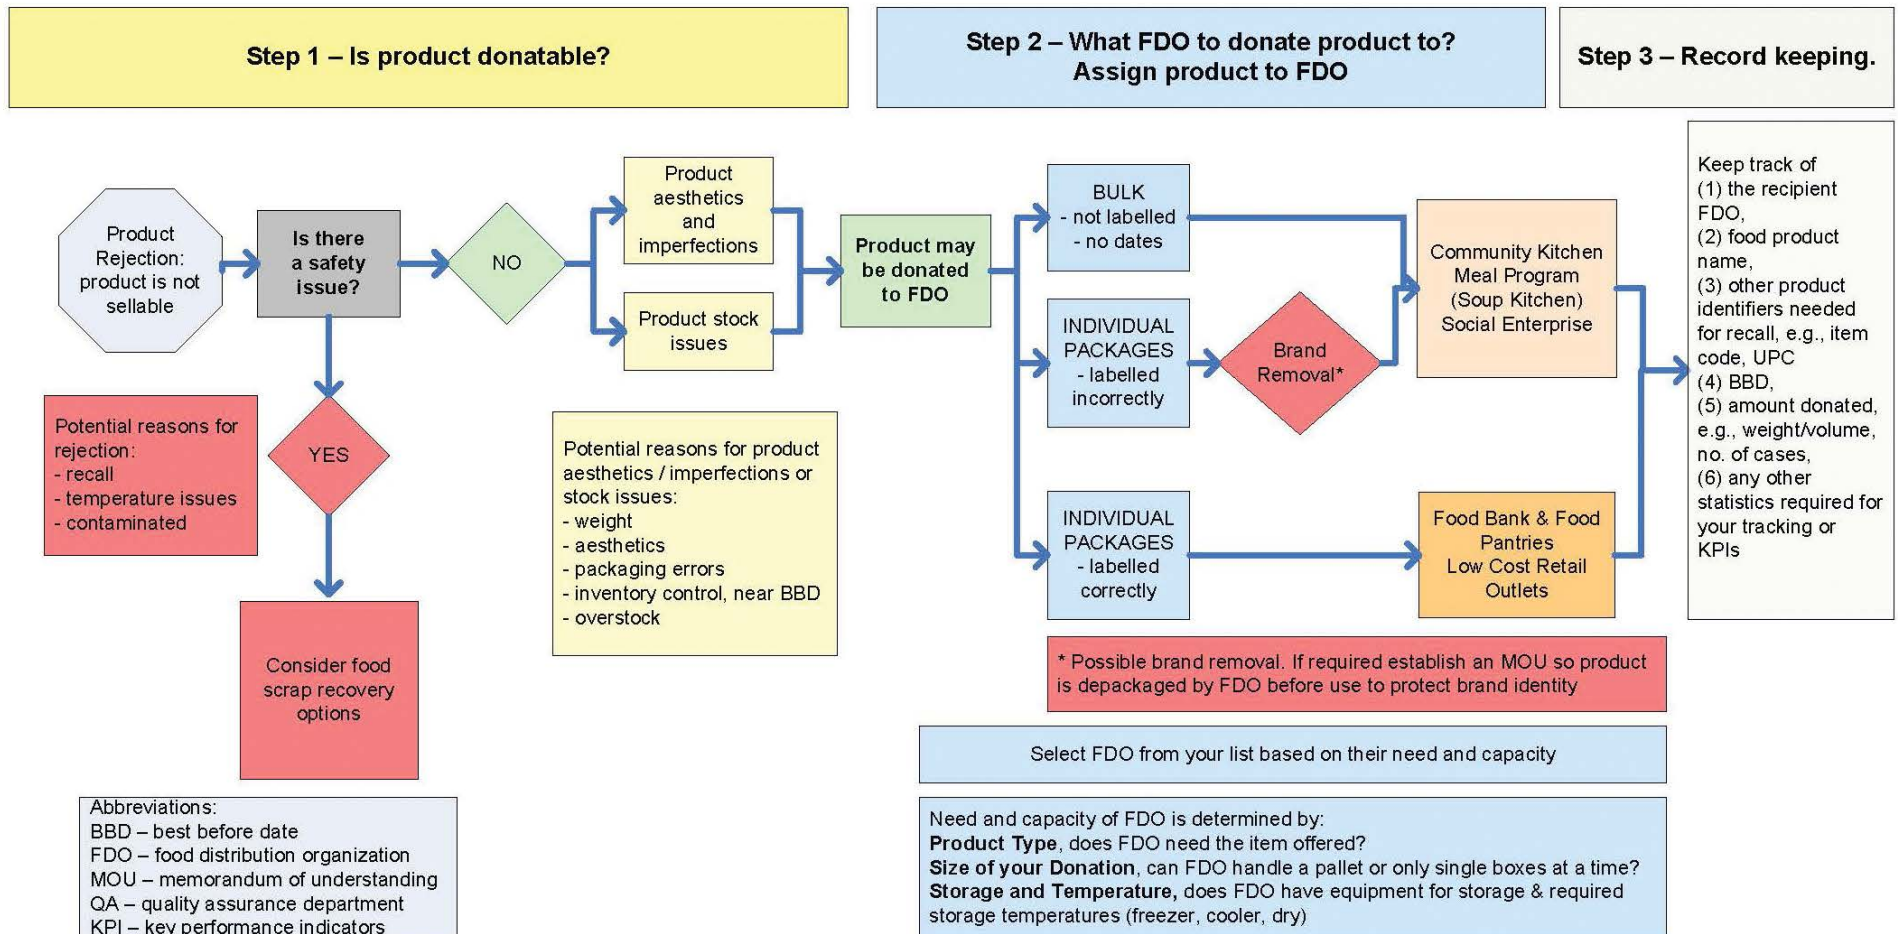 Step 1 – Is product donatable?
Step 2 – What FDO to donate product to?
Assign product to FDO
Step 3 – Record keeping.
Product
Rejection:
product is not
sellable
Is there
a safety
issue?
NO
Product
aesthetics
and
imperfections
Product stock
issues
Product may
be donated
to FDO
BULK
- not labelled
- no dates
INDIVIDUAL
PACKAGES
- labelled
incorrectly
Brand
Removal*
INDIVIDUAL
PACKAGES
- labelled
correctly
Community Kitchen
Meal Program
(Soup Kitchen)
Social Enterprise
Food Bank & Food
Pantries
Low Cost Retail
Outlets
Keep track of
(1) the recipient
FDO,
(2) food product
name,
(3) other product
identifiers needed
for recall, e.g., item
code, UPC
(4) BBD,
(5) amount donated,
e.g., weight/volume,
no. of cases,
(6) any other
statistics required for
your tracking or
KPIs
Potential reasons for
rejection:
- recall
- temperature issues
- contaminated
YES
Consider food
scrap recovery
options
Potential reasons for product
aesthetics / imperfections or
stock issues:
- weight
- aesthetics
- packaging errors
- inventory control, near BBD
- overstock
* Possible brand removal. If required establish an MOU so product
is depackaged by FDO before use to protect brand identity
Select FDO from your list based on their need and capacity
Need and capacity of FDO is determined by:
Product Type, does FDO need the item offered?
Size of your Donation, can FDO handle a pallet or only single boxes at a time?
Storage and Temperature, does FDO have equipment for storage & required
storage temperatures (freezer, cooler, dry)
Abbreviations:
BBD – best before date
FDO – food distribution organization
MOU – memorandum of understanding
QA – quality assurance department
KPI – key performance indicators